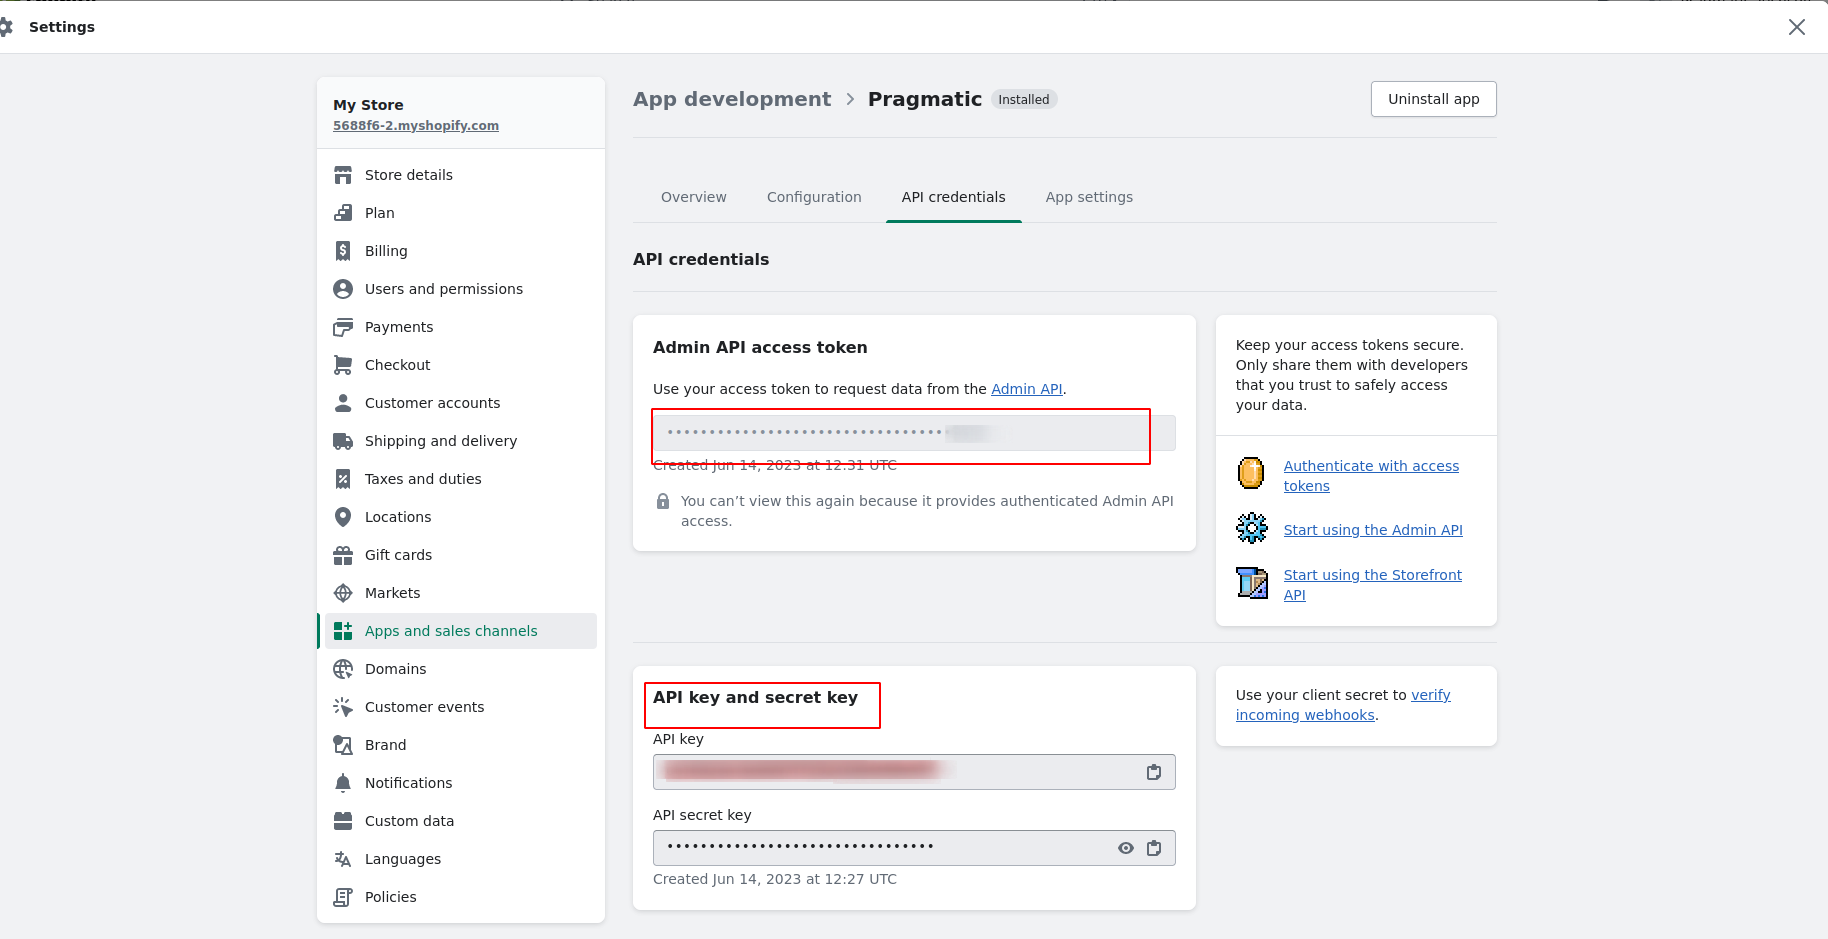 Settings
My Store
5688f6-2.myshopify.com
Store details
Plan
Billing
Users and permissions
Payments
Checkout
Customer accounts
Shipping and delivery
Taxes and duties
Locations
Gift cards
Markets
Apps and sales channels
Domains
Customer events
Brand
Notifications
Custom data
Languages
Policies
App development > Pragmatic Installed
Uninstall app
Overview Configuration API credentials App settings
API credentials
Admin API access token
Use your access token to request data from the Admin API.
••••••••••••••••••••••••••••••••
Created Jun 14, 2023 at 12:31 UTC
You can’t view this again because it provides authenticated Admin API
access.
Keep your access tokens secure.
Only share them with developers
that you trust to safely access
your data.
Authenticate with access
tokens
Start using the Admin API
Start using the Storefront
API
API key and secret key
API key
API secret key
••••••••••••••••••••••••••••••••
Created Jun 14, 2023 at 12:27 UTC
Use your client secret to verify
incoming webhooks.